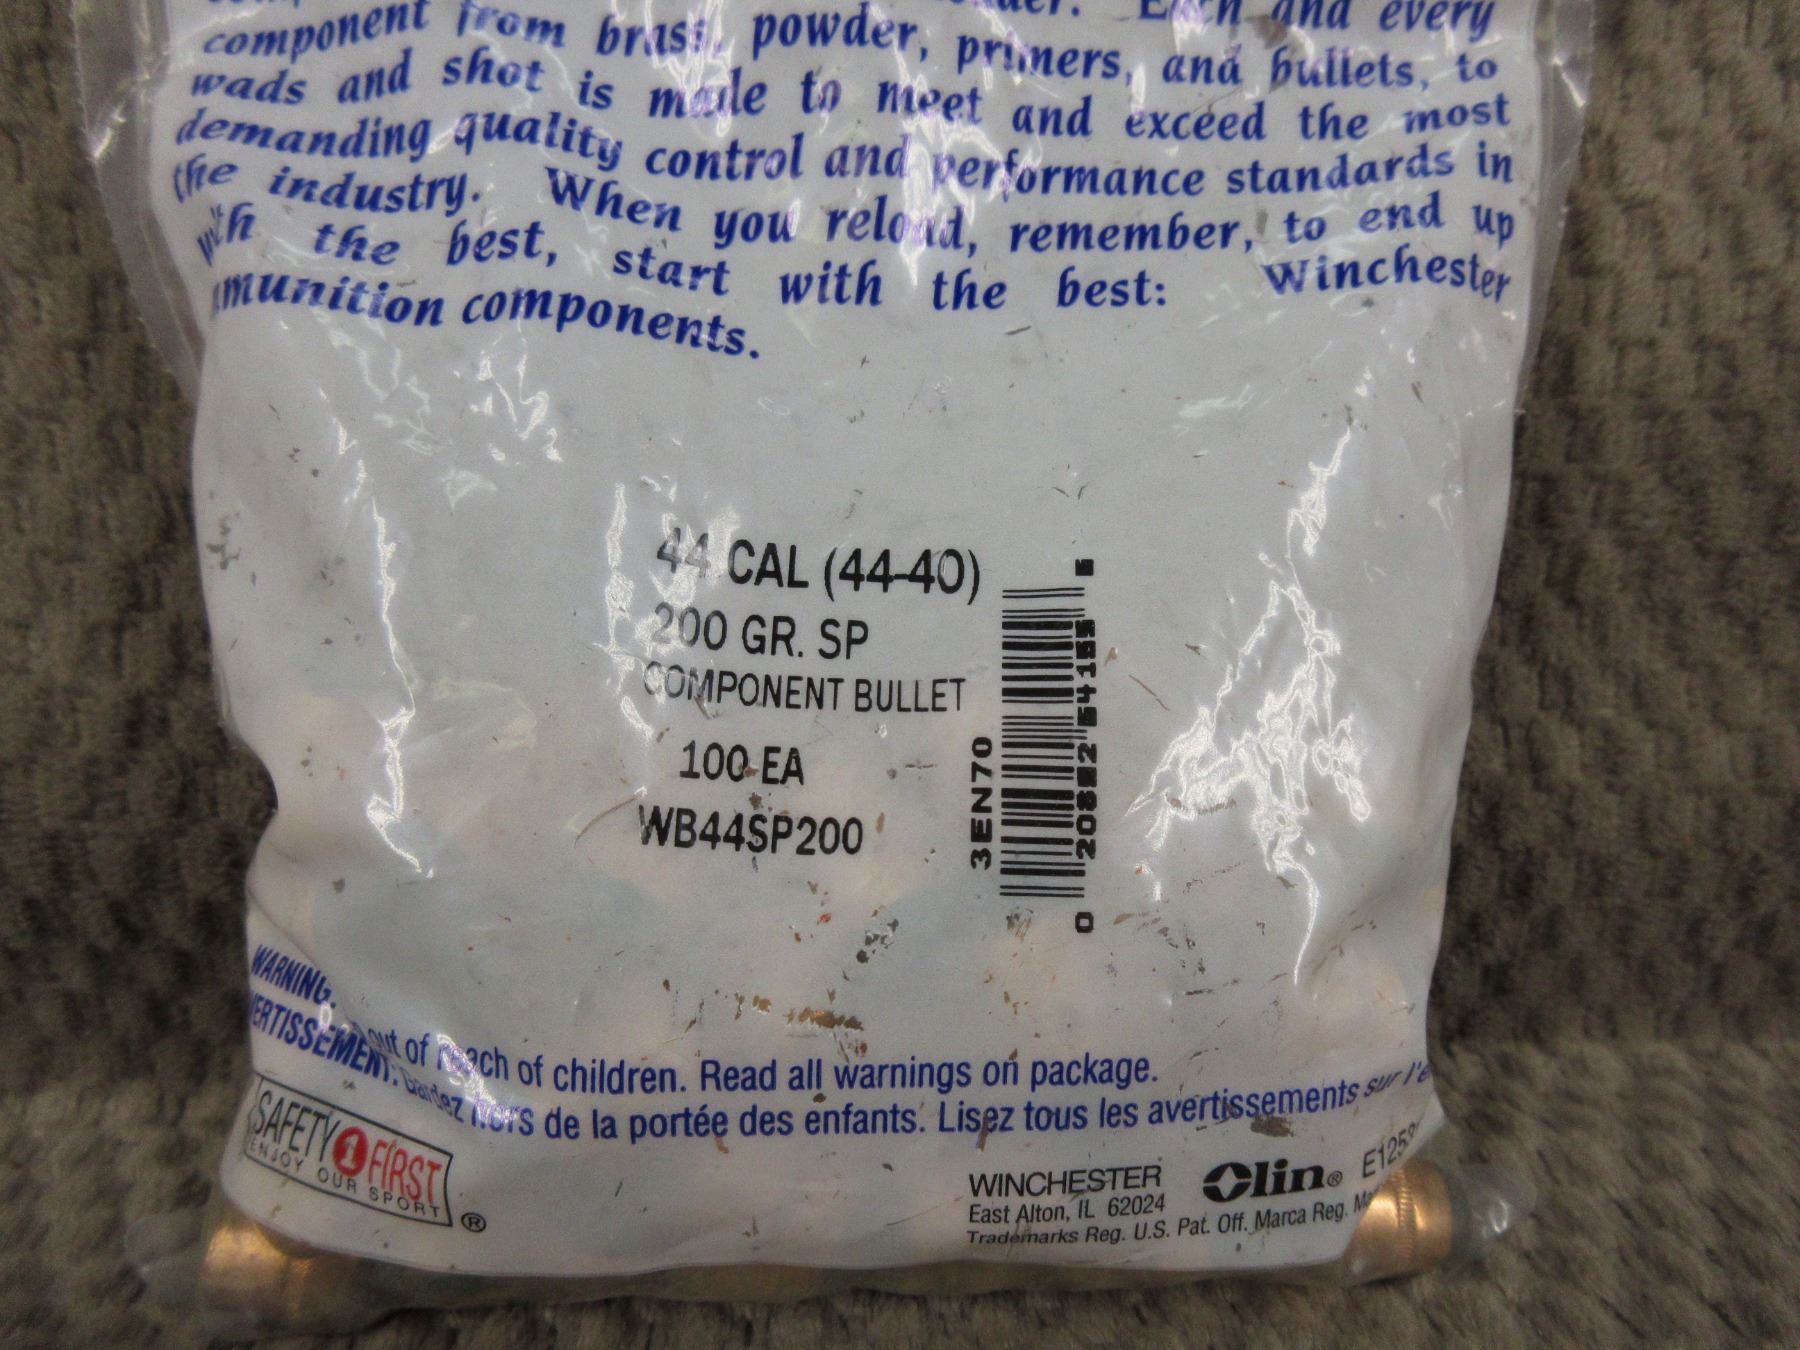 component from brass, powder, primers, and bullets, to
wads and shot is made to meet and exceed the most
demanding quality control and performance standards in
the industry. When you reload, remember, to end up
with the best, start with the best: Winchester
mmunition components.
44 CAL (44-40)
200 GR. SP
COMPONENT BULLET
100 EA
WB44SP200
3EN70
0 20892 54155 5
WARNING:
out of reach of children. Read all warnings on package.
VERTISSEMENT: Gardez hors de la portée des enfants. Lisez tous les avertissements sur l'e
SAFETY 1 FIRST
ENJOY OUR SPORT ®
WINCHESTER Olin®
East Alton, IL 62024
Trademarks Reg. U.S. Pat. Off. Marca Reg.